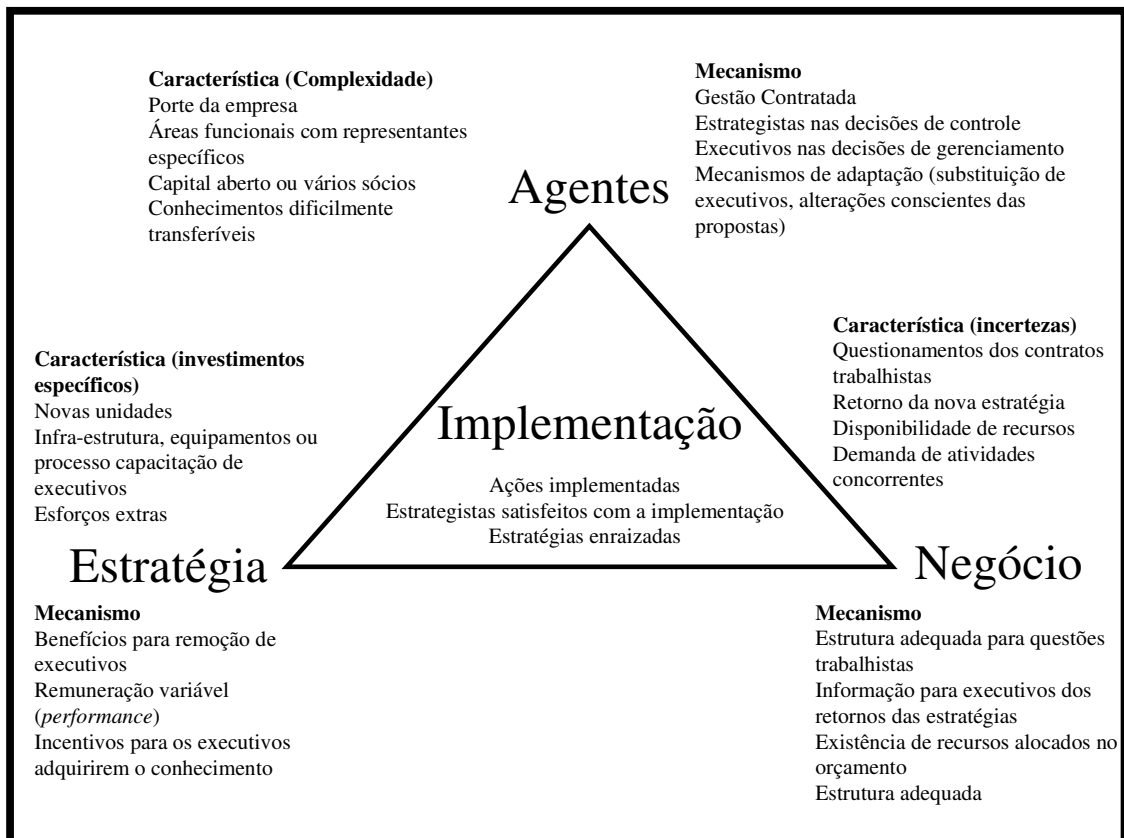 Característica (Complexidade)
Porte da empresa
Áreas funcionais com representantes
específicos
Capital aberto ou vários sócios
Conhecimentos dificilmente
transferíveis
Mecanismo
Gestão Contratada
Estrategistas nas decisões de controle
Executivos nas decisões de gerenciamento
Mecanismos de adaptação (substituição de
executivos, alterações conscientes das
propostas)
Agentes
Característica (investimentos
específicos)
Novas unidades
Infra-estrutura, equipamentos ou
processo capacitação de
executivos
Esforços extras
Implementação
Ações implementadas
Estrategistas satisfeitos com a implementação
Estratégias enraizadas
Característica (incertezas)
Questionamentos dos contratos
trabalhistas
Retorno da nova estratégia
Disponibilidade de recursos
Demanda de atividades
concorrentes
Estratégia
Negócio
Mecanismo
Benefícios para remoção de
executivos
Remuneração variável
(performance)
Incentivos para os executivos
adquirirem o conhecimento
Mecanismo
Estrutura adequada para questões
trabalhistas
Informação para executivos dos
retornos das estratégias
Existência de recursos alocados no
orçamento
Estrutura adequada